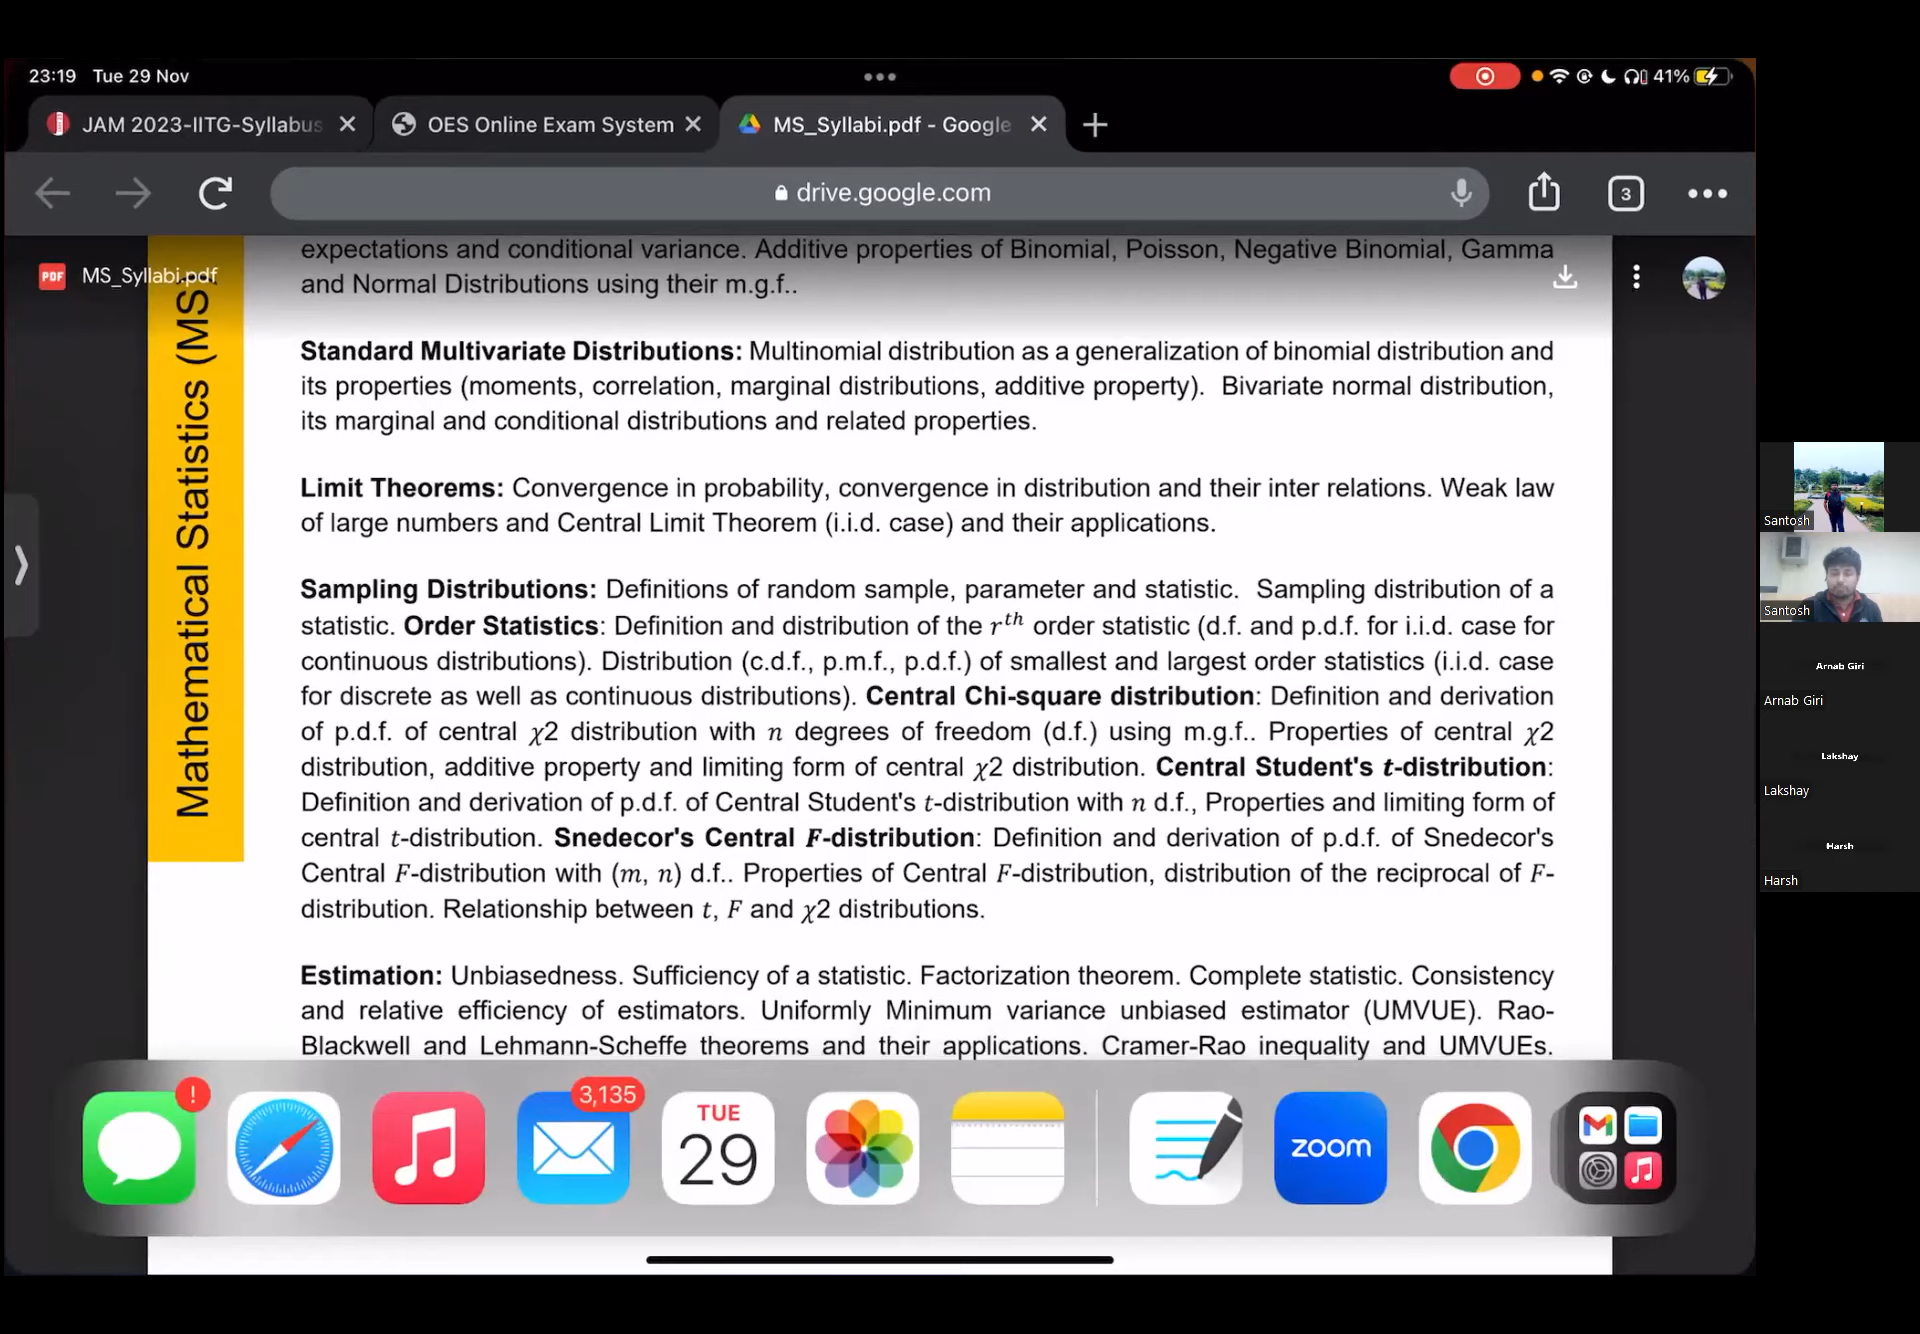 23:19 Tue 29 Nov
41%
JAM 2023-IITG-Syllabus
OES Online Exam System
MS_Syllabi.pdf - Google
drive.google.com
3
PDF MS_Syllabi.pdf
Mathematical Statistics (MS)
expectations and conditional variance. Additive properties of Binomial, Poisson, Negative Binomial, Gamma
and Normal Distributions using their m.g.f..
Standard Multivariate Distributions: Multinomial distribution as a generalization of binomial distribution and
its properties (moments, correlation, marginal distributions, additive property). Bivariate normal distribution,
its marginal and conditional distributions and related properties.
Limit Theorems: Convergence in probability, convergence in distribution and their inter relations. Weak law
of large numbers and Central Limit Theorem (i.i.d. case) and their applications.
Sampling Distributions: Definitions of random sample, parameter and statistic. Sampling distribution of a
statistic. Order Statistics: Definition and distribution of the r^th order statistic (d.f. and p.d.f. for i.i.d. case for
continuous distributions). Distribution (c.d.f., p.m.f., p.d.f.) of smallest and largest order statistics (i.i.d. case
for discrete as well as continuous distributions). Central Chi-square distribution: Definition and derivation
of p.d.f. of central χ2 distribution with n degrees of freedom (d.f.) using m.g.f.. Properties of central χ2
distribution, additive property and limiting form of central χ2 distribution. Central Student's t-distribution:
Definition and derivation of p.d.f. of Central Student's t-distribution with n d.f., Properties and limiting form of
central t-distribution. Snedecor's Central F-distribution: Definition and derivation of p.d.f. of Snedecor's
Central F-distribution with (m, n) d.f.. Properties of Central F-distribution, distribution of the reciprocal of F-
distribution. Relationship between t, F and χ2 distributions.
Estimation: Unbiasedness. Sufficiency of a statistic. Factorization theorem. Complete statistic. Consistency
and relative efficiency of estimators. Uniformly Minimum variance unbiased estimator (UMVUE). Rao-
Blackwell and Lehmann-Scheffe theorems and their applications. Cramer-Rao inequality and UMVUEs.
!
3,135
TUE
29
zoom
Santosh
Santosh
Arnab Giri
Arnab Giri
Lakshay
Lakshay
Harsh
Harsh